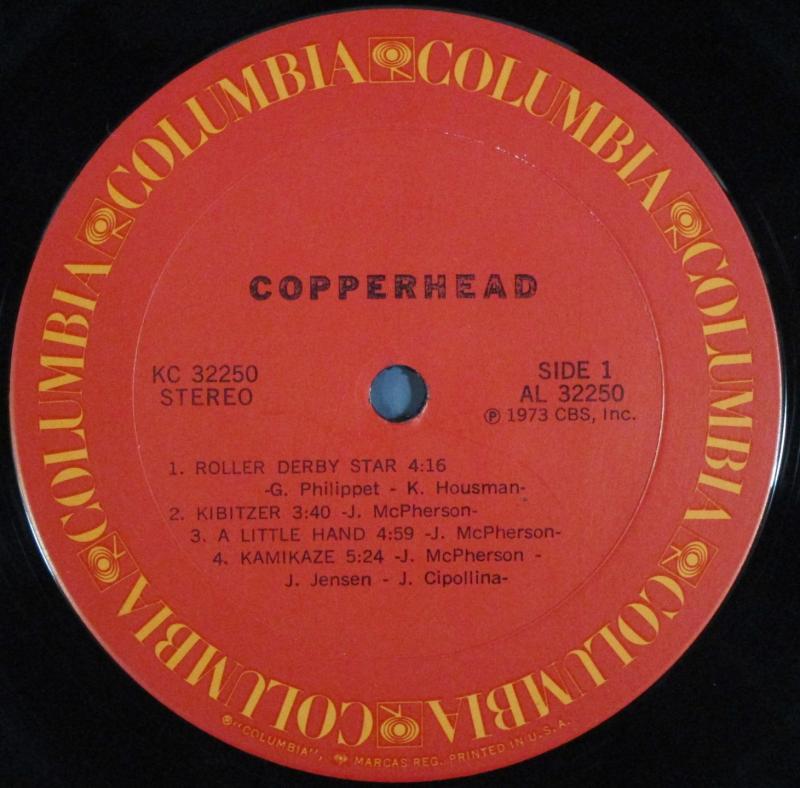 COLUMBIA COLUMBIA COLUMBIA COLUMBIA COLUMBIA COLUMBIA
COPPERHEAD
KC 32250
STEREO
SIDE 1
AL 32250
Ⓟ 1973 CBS, Inc.
1. ROLLER DERBY STAR 4:16
-G. Philippet - K. Housman-
2. KIBITZER 3:40 -J. McPherson-
3. A LITTLE HAND 4:59 -J. McPherson-
4. KAMIKAZE 5:24 -J. McPherson -
J. Jensen - J. Cipollina-
®"COLUMBIA", MARCAS REG. PRINTED IN U.S.A.